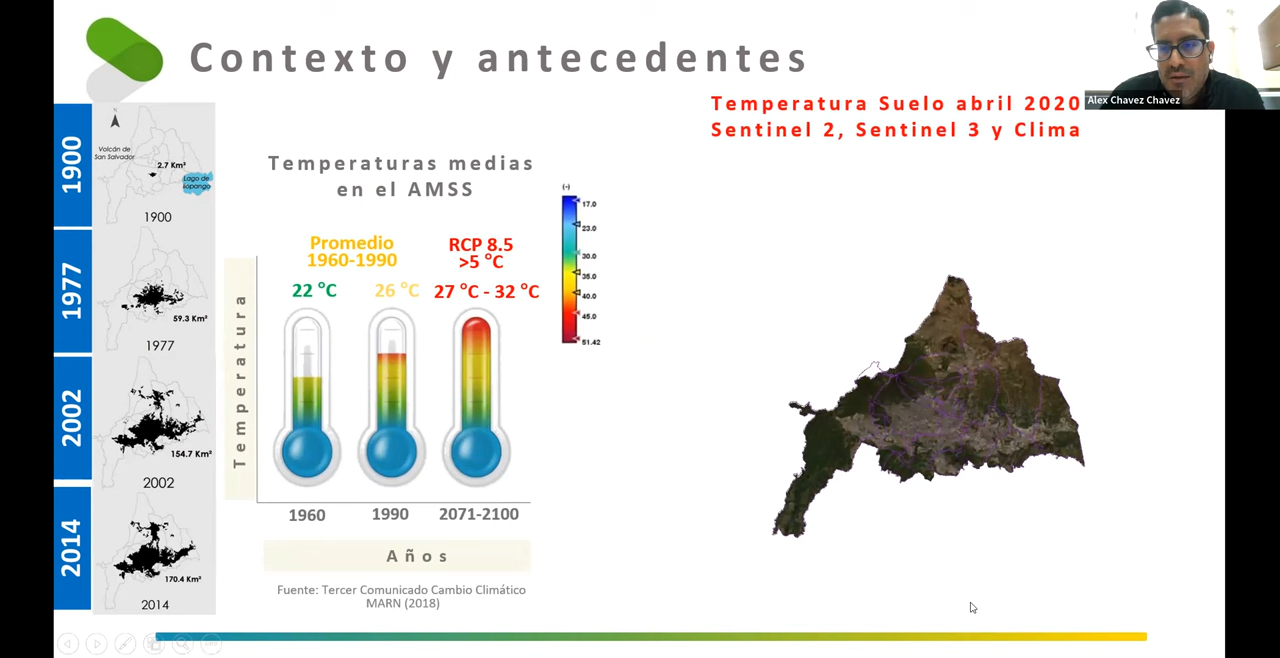 Contexto y antecedentes
Alex Chavez Chavez
Temperatura Suelo abril 2020
Sentinel 2, Sentinel 3 y Clima
1900
N
Volcán de
San Salvador
2.7 Km²
Lago de
Ilopango
1900
1977
59.3 Km²
1977
2002
154.7 Km²
2002
2014
170.4 Km²
2014
Temperaturas medias
en el AMSS
Promedio
1960-1990
RCP 8.5
>5 °C
22 °C
26 °C
27 °C - 32 °C
Temperatura
1960
1990
2071-2100
Años
Fuente: Tercer Comunicado Cambio Climático
MARN (2018)
(-)
17.0
23.0
30.0
35.0
40.0
45.0
51.42